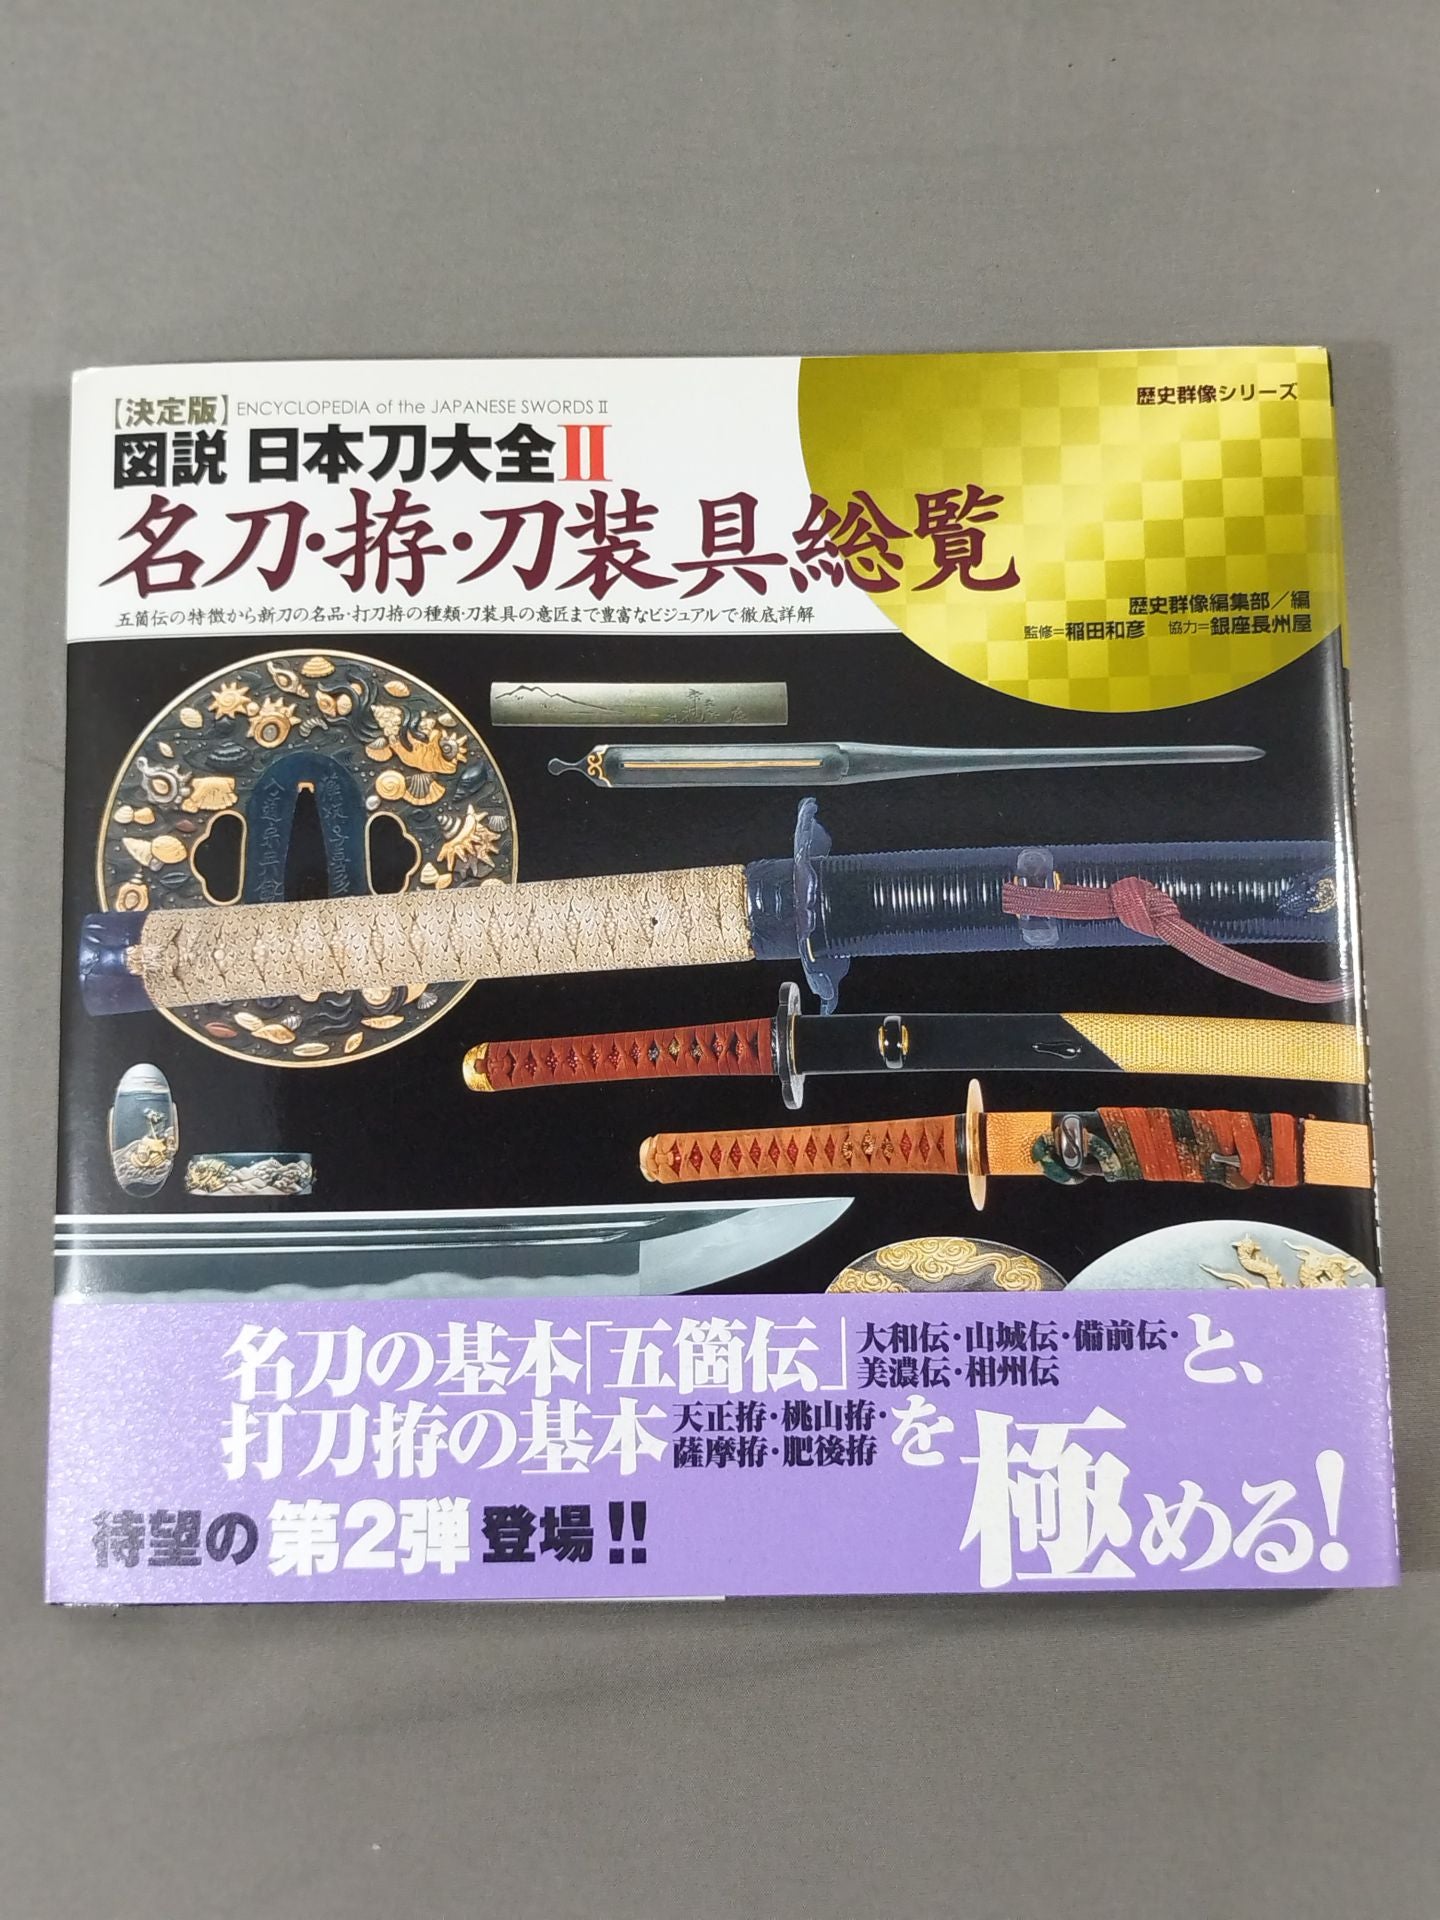 【決定版】ENCYCLOPEDIA of the JAPANESE SWORDS II
歴史群像シリーズ
図説 日本刀大全II
名刀・拵・刀装具総覧
五箇伝の特徴から新刀の名品・打刀拵の種類・刀装具の意匠まで豊富なビジュアルで徹底詳解
歴史群像編集部/編
監修=稲田和彦 協力=銀座長州屋
名刀の基本「五箇伝」大和伝・山城伝・備前伝・美濃伝・相州伝と、
打刀拵の基本天正拵・桃山拵・薩摩拵・肥後拵を
極める!
待望の第2弾登場!!